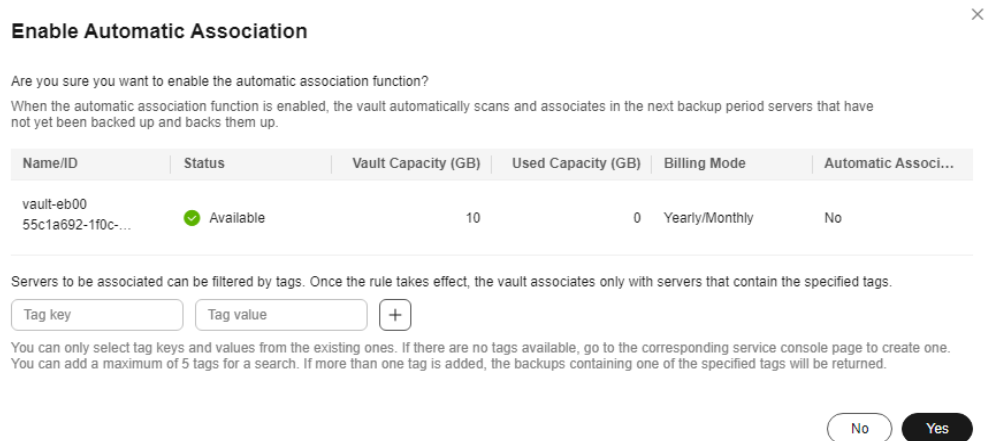 Enable Automatic Association
Are you sure you want to enable the automatic association function?
When the automatic association function is enabled, the vault automatically scans and associates in the next backup period servers that have
not yet been backed up and backs them up.
Name/ID Status Vault Capacity (GB) Used Capacity (GB) Billing Mode Automatic Associ...
vault-eb00
55c1a692-1f0c-... Available 10 0 Yearly/Monthly No
Servers to be associated can be filtered by tags. Once the rule takes effect, the vault associates only with servers that contain the specified tags.
Tag key Tag value +
You can only select tag keys and values from the existing ones. If there are no tags available, go to the corresponding service console page to create one.
You can add a maximum of 5 tags for a search. If more than one tag is added, the backups containing one of the specified tags will be returned.
No Yes